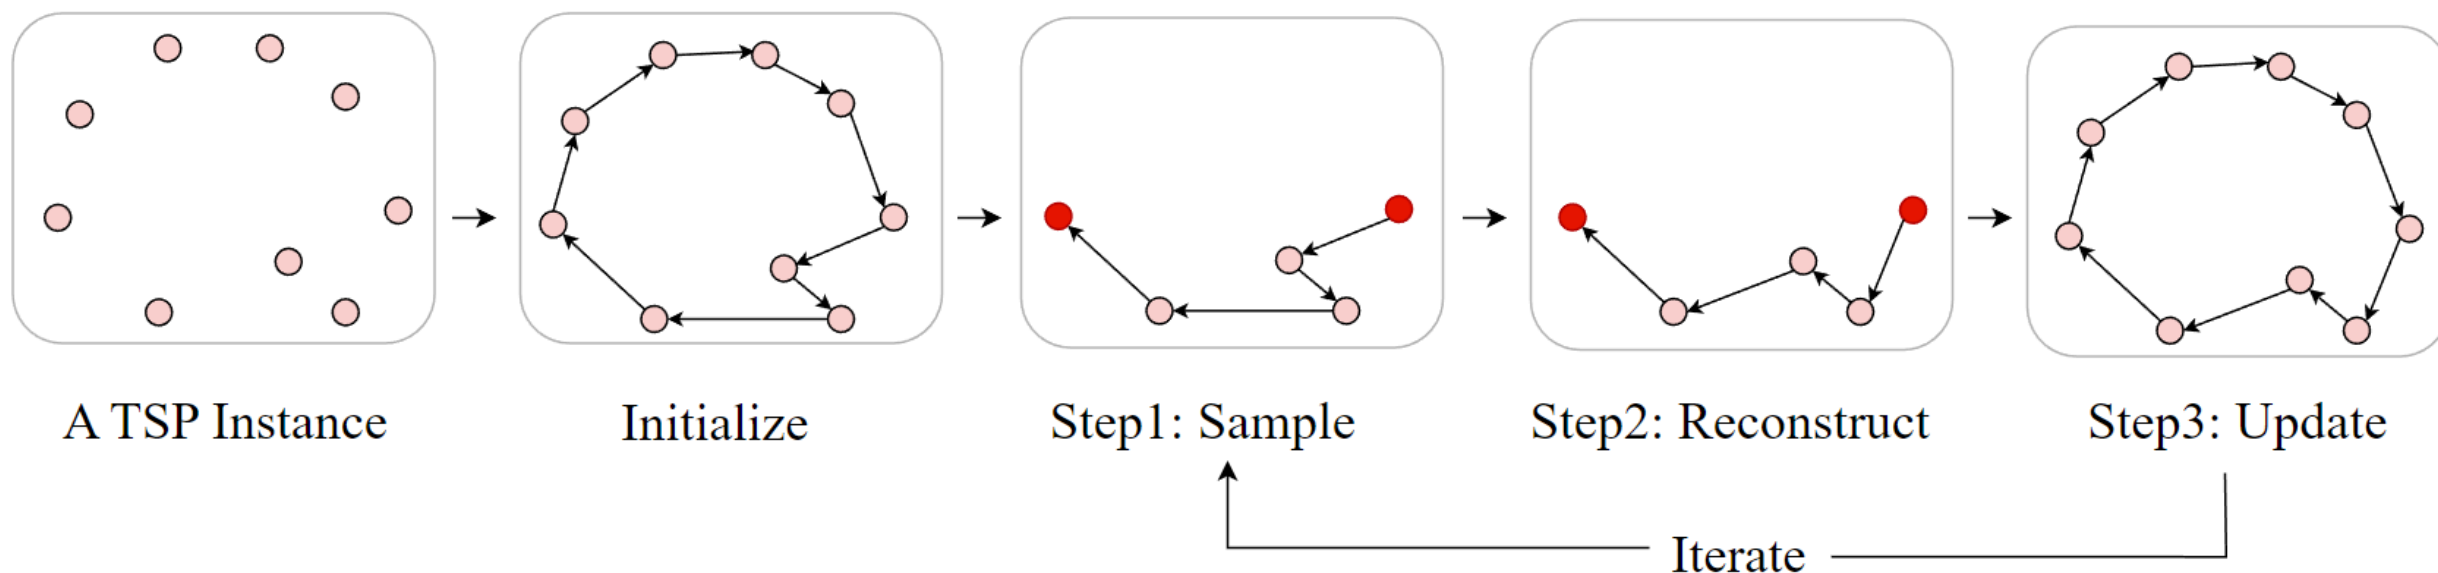 A TSP Instance
Initialize
Step1: Sample
Step2: Reconstruct
Step3: Update
Iterate